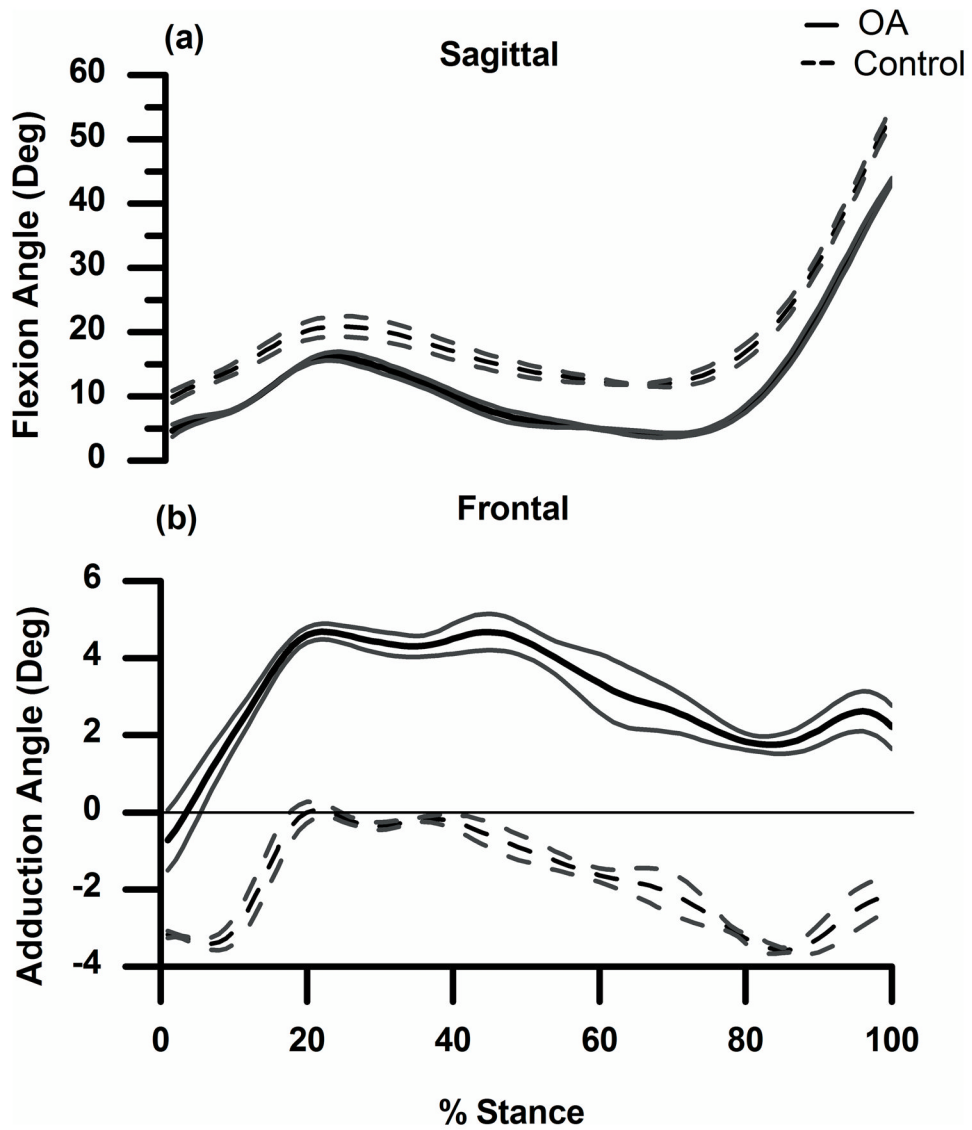 (a)
Sagittal
OA
Control
Flexion Angle (Deg)
60
50
40
30
20
10
0
(b)
Frontal
Adduction Angle (Deg)
6
4
2
0
-2
-4
0 20 40 60 80 100
% Stance